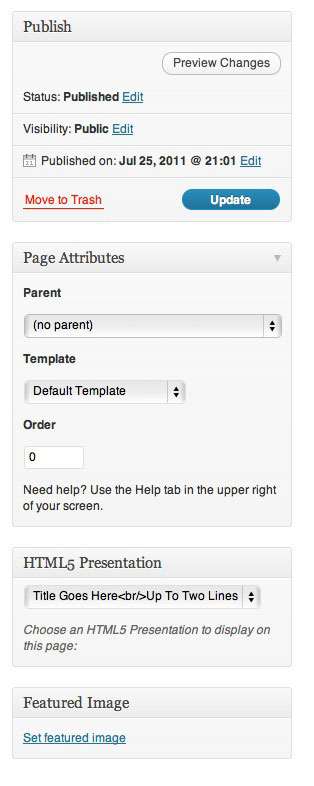 Publish
Preview Changes
Status: Published Edit
Visibility: Public Edit
Published on: Jul 25, 2011 @ 21:01 Edit
Move to Trash Update
Page Attributes
Parent
(no parent)
Template
Default Template
Order
0
Need help? Use the Help tab in the upper right
of your screen.
HTML5 Presentation
Title Goes Here<br/>Up To Two Lines
Choose an HTML5 Presentation to display on
this page:
Featured Image
Set featured image